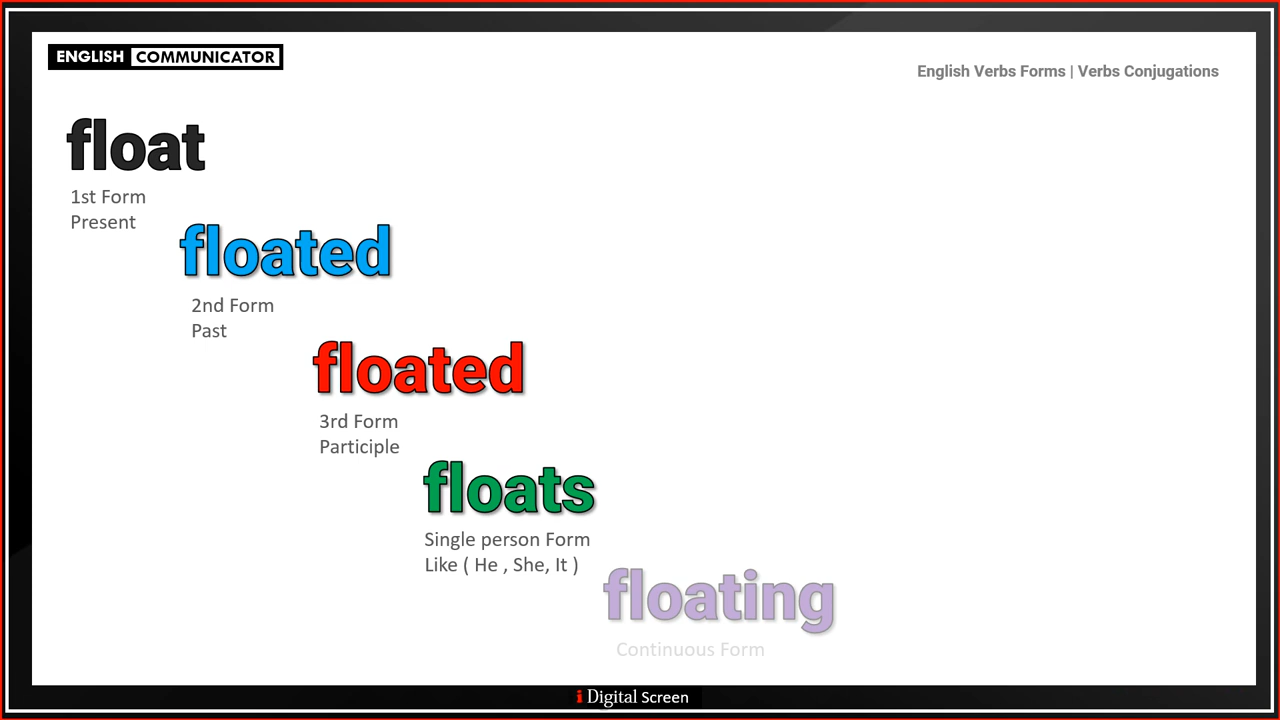 ENGLISH COMMUNICATOR
English Verbs Forms | Verbs Conjugations
float
1st Form
Present
floated
2nd Form
Past
floated
3rd Form
Participle
floats
Single person Form
Like ( He , She, It )
floating
Continuous Form
i Digital Screen